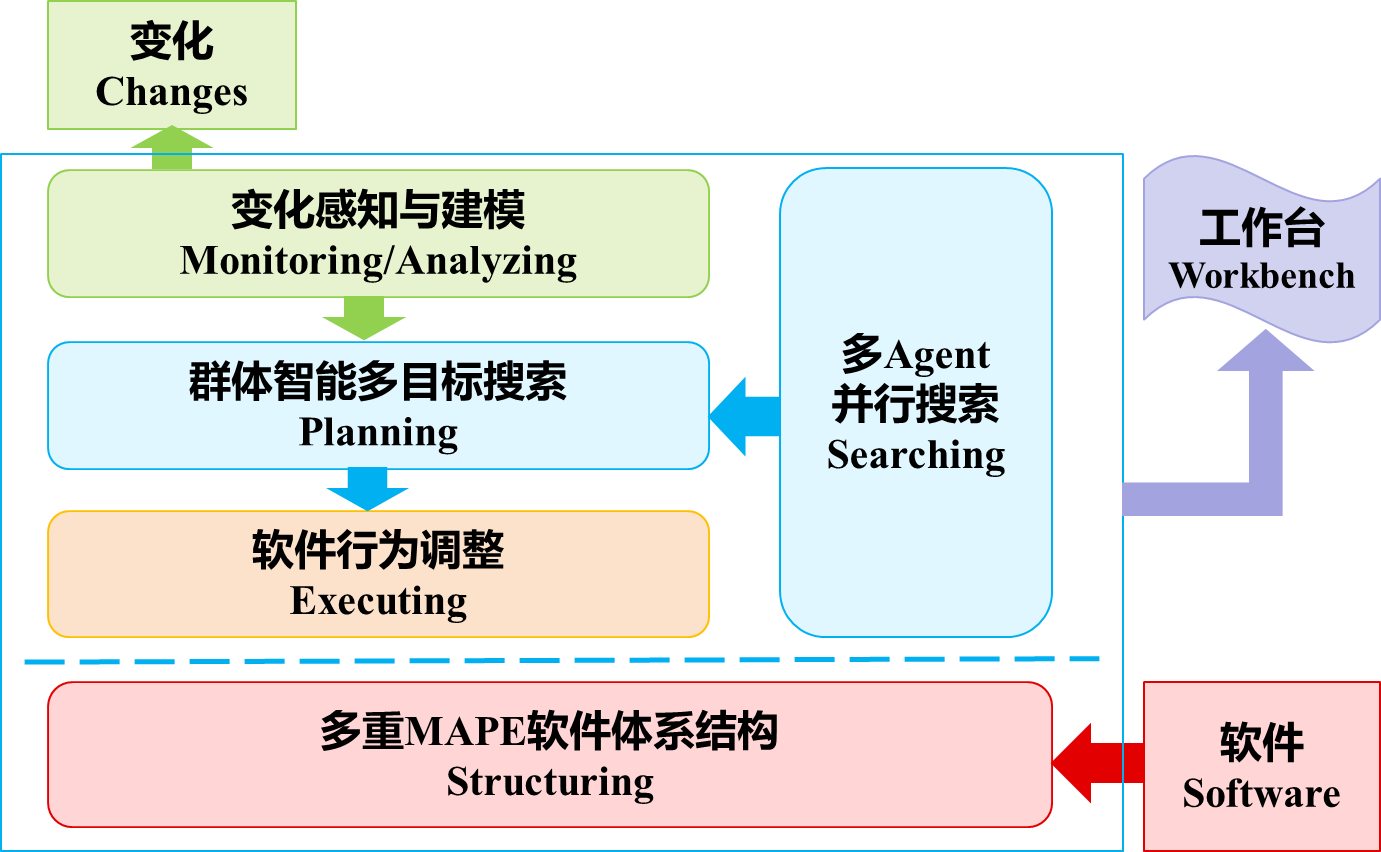 变化
Changes
变化感知与建模
Monitoring/Analyzing
群体智能多目标搜索
Planning
软件行为调整
Executing
多Agent
并行搜索
Searching
工作台
Workbench
多重MAPE软件体系结构
Structuring
软件
Software